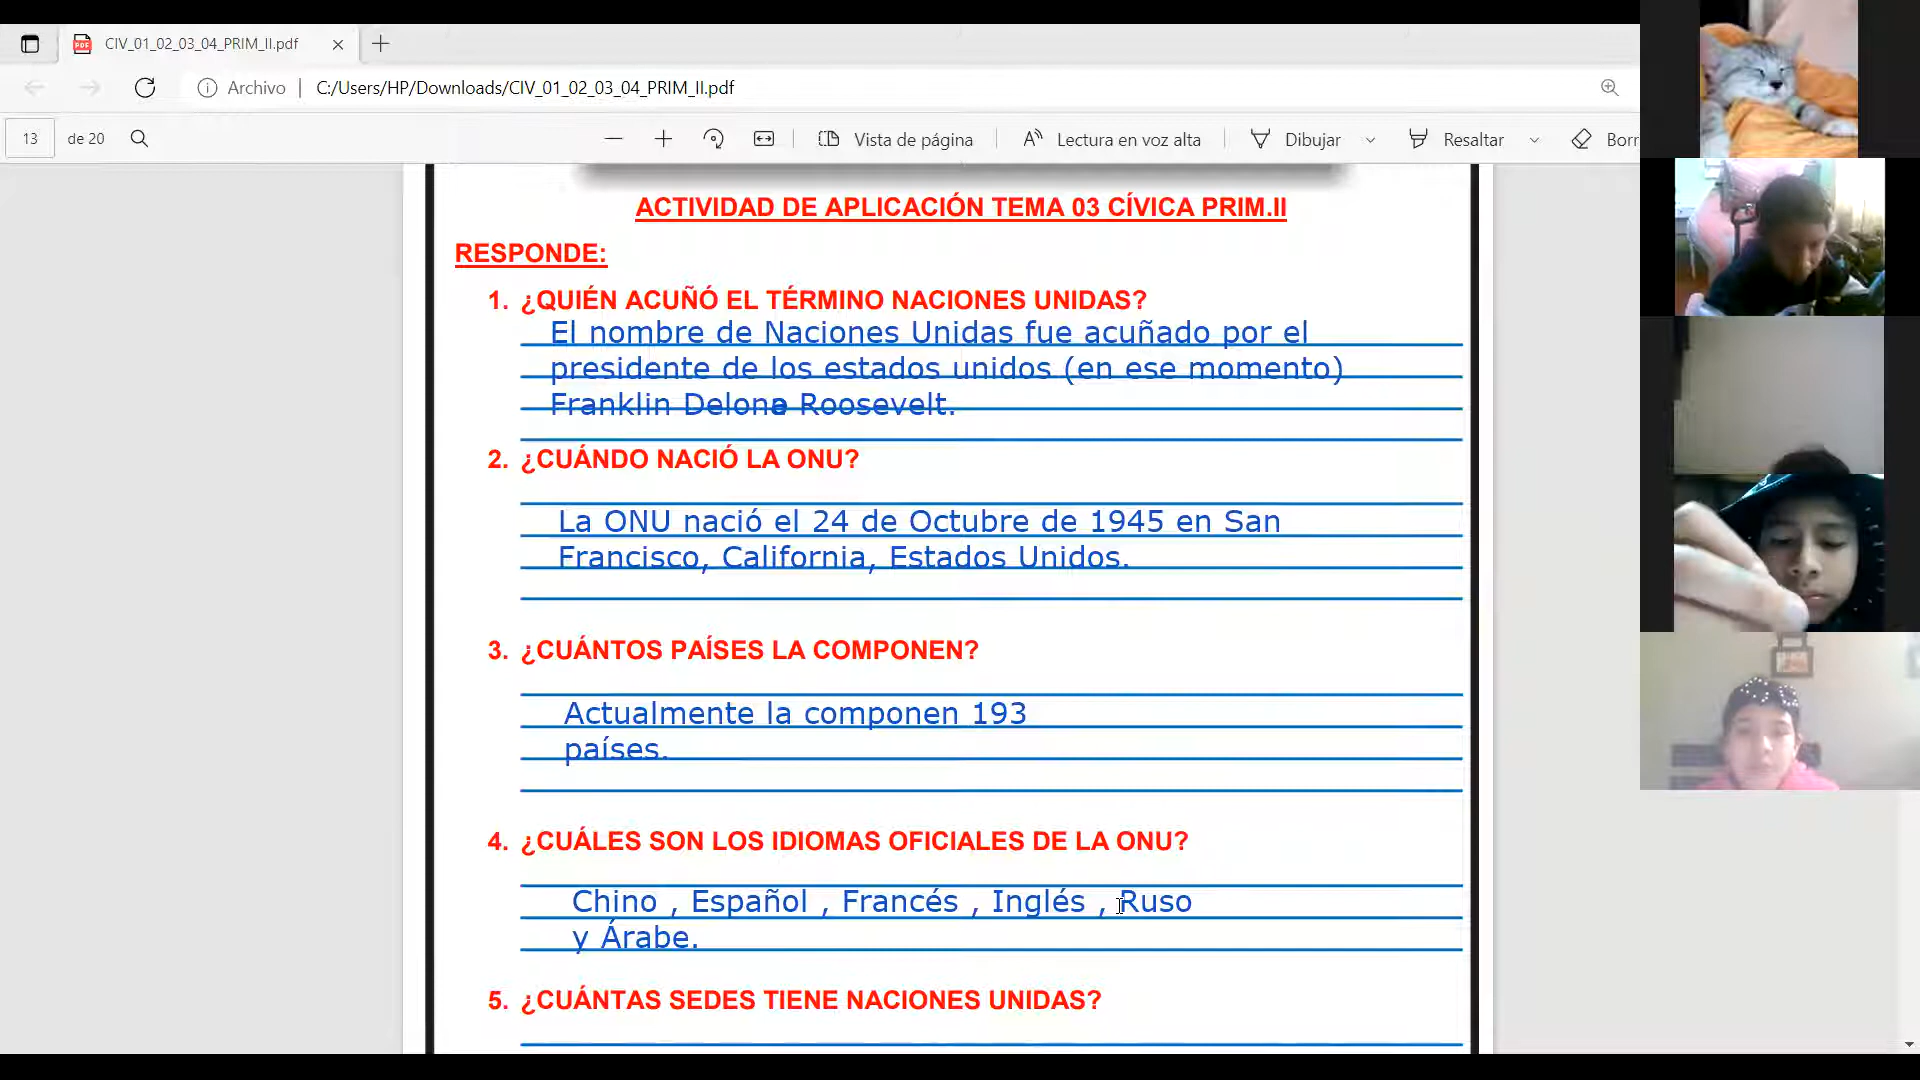 CIV_01_02_03_04_PRIM_II.pdf
Archivo | C:/Users/HP/Downloads/CIV_01_02_03_04_PRIM_II.pdf
13 de 20 Vista de página Lectura en voz alta Dibujar Resaltar Borr
ACTIVIDAD DE APLICACIÓN TEMA 03 CÍVICA PRIM.II
RESPONDE:
1. ¿QUIÉN ACUÑÓ EL TÉRMINO NACIONES UNIDAS?
El nombre de Naciones Unidas fue acuñado por el
presidente de los estados unidos (en ese momento)
Franklin Delono Roosevelt.
2. ¿CUÁNDO NACIÓ LA ONU?
La ONU nació el 24 de Octubre de 1945 en San
Francisco, California, Estados Unidos.
3. ¿CUÁNTOS PAÍSES LA COMPONEN?
Actualmente la componen 193
países.
4. ¿CUÁLES SON LOS IDIOMAS OFICIALES DE LA ONU?
Chino , Español , Francés , Inglés , Ruso
y Árabe.
5. ¿CUÁNTAS SEDES TIENE NACIONES UNIDAS?